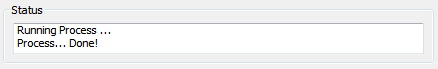 Status
Running Process ...
Process... Done!